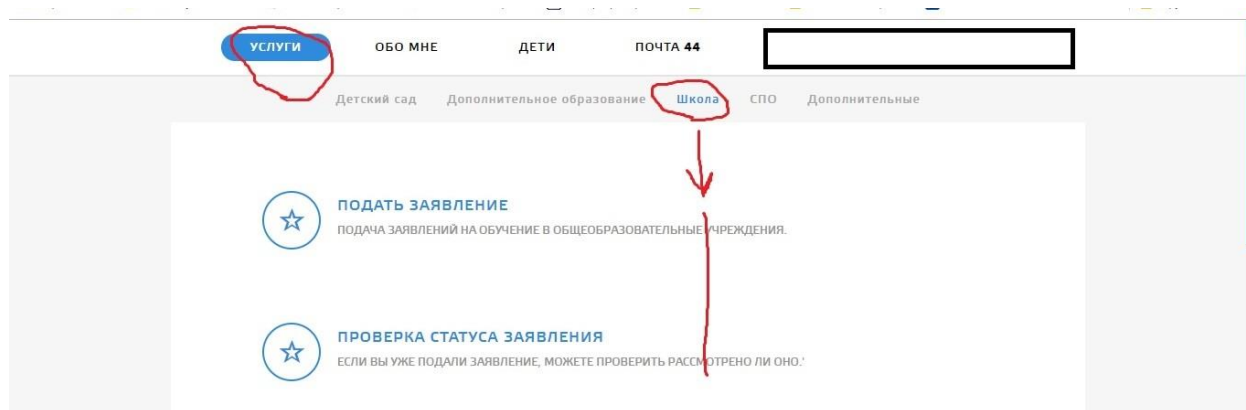 УСЛУГИ ОБО МНЕ ДЕТИ ПОЧТА 44
Детский сад Дополнительное образование Школа СПО Дополнительные
ПОДАТЬ ЗАЯВЛЕНИЕ
ПОДАЧА ЗАЯВЛЕНИЙ НА ОБУЧЕНИЕ В ОБЩЕОБРАЗОВАТЕЛЬНЫЕ УЧРЕЖДЕНИЯ.
ПРОВЕРКА СТАТУСА ЗАЯВЛЕНИЯ
ЕСЛИ ВЫ УЖЕ ПОДАЛИ ЗАЯВЛЕНИЕ, МОЖЕТЕ ПРОВЕРИТЬ РАССМОТРЕНО ЛИ ОНО.'